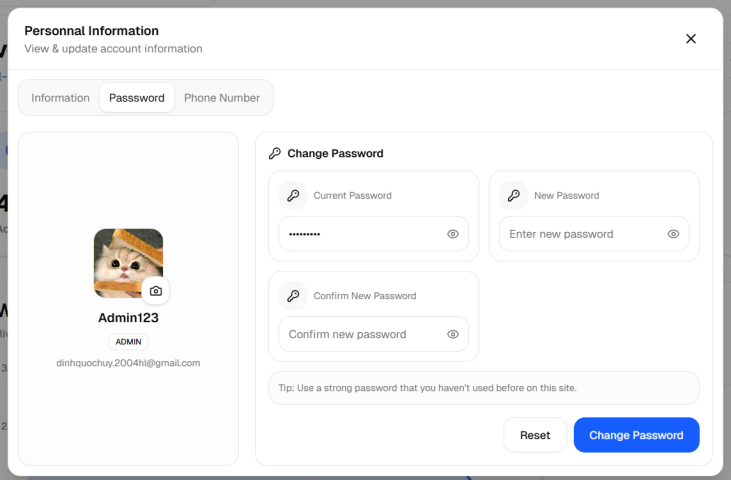 Personnal Information
View & update account information
Information
Passsword
Phone Number
Admin123
ADMIN
dinhquochuy.2004hl@gmail.com
Change Password
Current Password
•••••••••
New Password
Enter new password
Confirm New Password
Confirm new password
Tip: Use a strong password that you haven't used before on this site.
Reset
Change Password